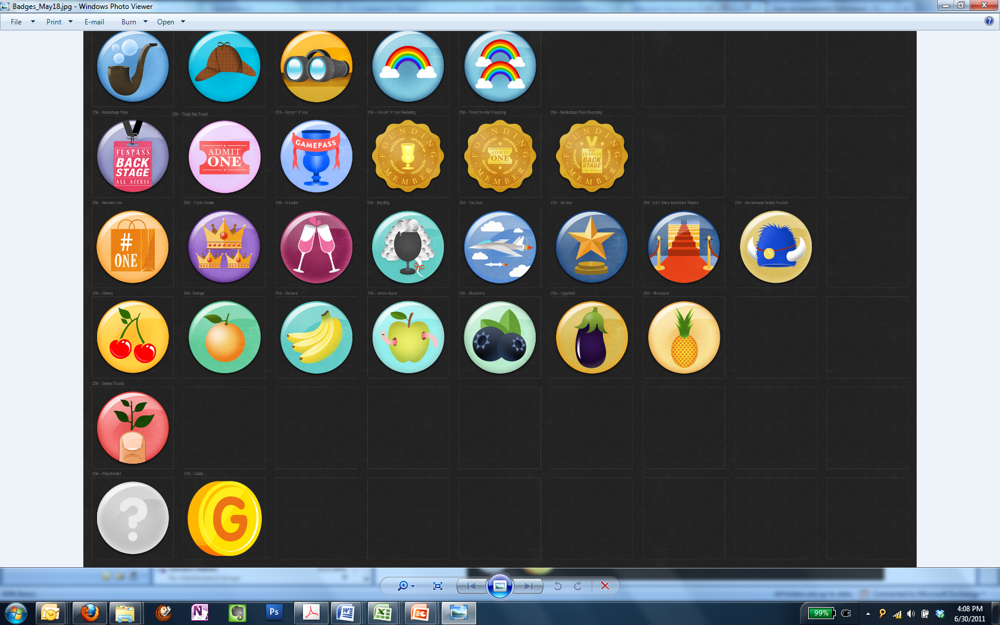 Badges_May18.jpg - Windows Photo Viewer
File Print E-mail Burn Open
256 - Backstage Pass
256 - Thats the Ticket
256 - Keepin' it real
256 - Keepin' it real Founding
256 - Ticket to ride Founding
256 - Backstage Pass Founding
FUNPASS
BACK
STAGE
ALL ACCESS
ADMIT
ONE
GAMEPASS
FOUNDING
MEMBER
FOUNDING
ADMIT
ONE
MEMBER
FOUNDING
FUNPASS
BACK
STAGE
ALL ACCESS
MEMBER
256 - Numero Uno
256 - Triple Crown
256 - A-Lister
256 - Big Wig
256 - Top Gun
256 - All Star
256 - V.I.P. (Very Important Player)
256 - Gamehouse Grand Poobah
#
ONE
256 - Cherry
256 -Orange
256 - Banana
256 - Green Apple
256 - Blueberry
256 - Eggplant
256 - Pineapple
256 - Green Thumb
256 - Placeholder
256 - Coins
?
G
Ps
99%
4:08 PM
6/30/2011